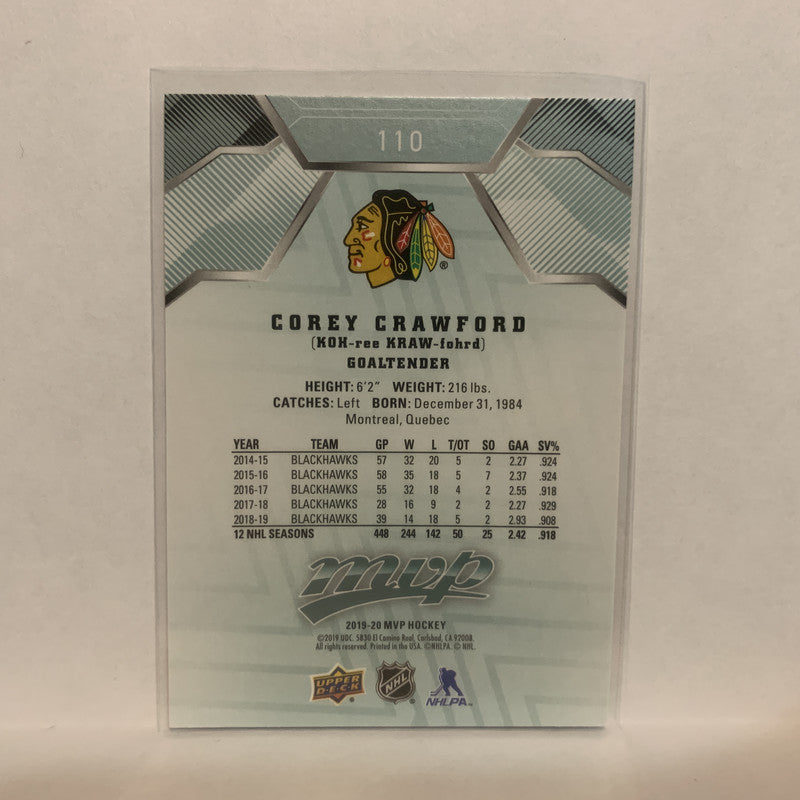 110
®
COREY CRAWFORD
(KOH-ree KRAW-fohrd)
GOALTENDER
HEIGHT: 6'2" WEIGHT: 216 lbs.
CATCHES: Left BORN: December 31, 1984
Montreal, Quebec
YEAR TEAM GP W L T/OT SO GAA SV%
2014-15 BLACKHAWKS 57 32 20 5 2 2.27 .924
2015-16 BLACKHAWKS 58 35 18 5 7 2.37 .924
2016-17 BLACKHAWKS 55 32 18 4 2 2.55 .918
2017-18 BLACKHAWKS 28 16 9 2 2 2.27 .929
2018-19 BLACKHAWKS 39 14 18 5 2 2.93 .908
12 NHL SEASONS 448 244 142 50 25 2.42 .918
mvp
2019-20 MVP HOCKEY
©2019 UDC. 5830 El Camino Real, Carlsbad, CA 92008.
All rights reserved. Printed in the USA. ©NHLPA. © NHL.
UPPER DECK® NHL® NHLPA™